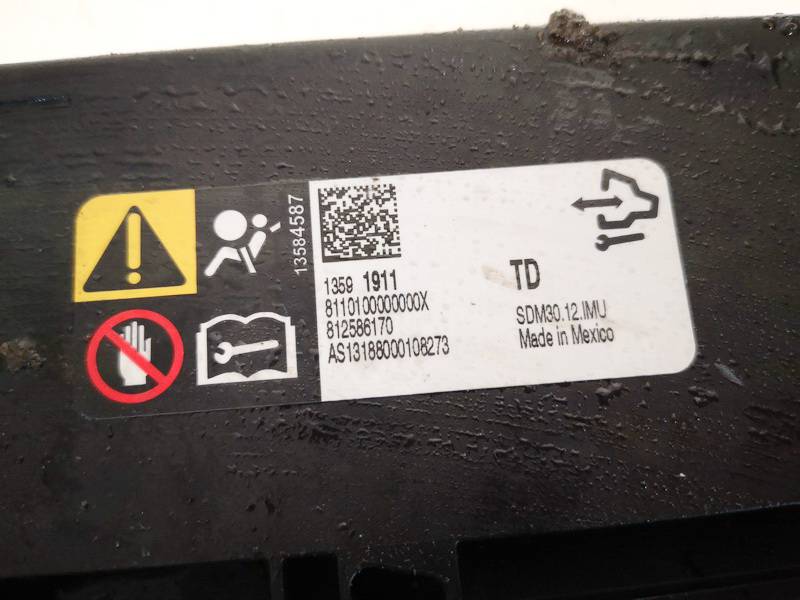 13584587
1359 1911
8110100000000X
812586170
AS13188000108273
TD
SDM30.12.IMU
Made in Mexico